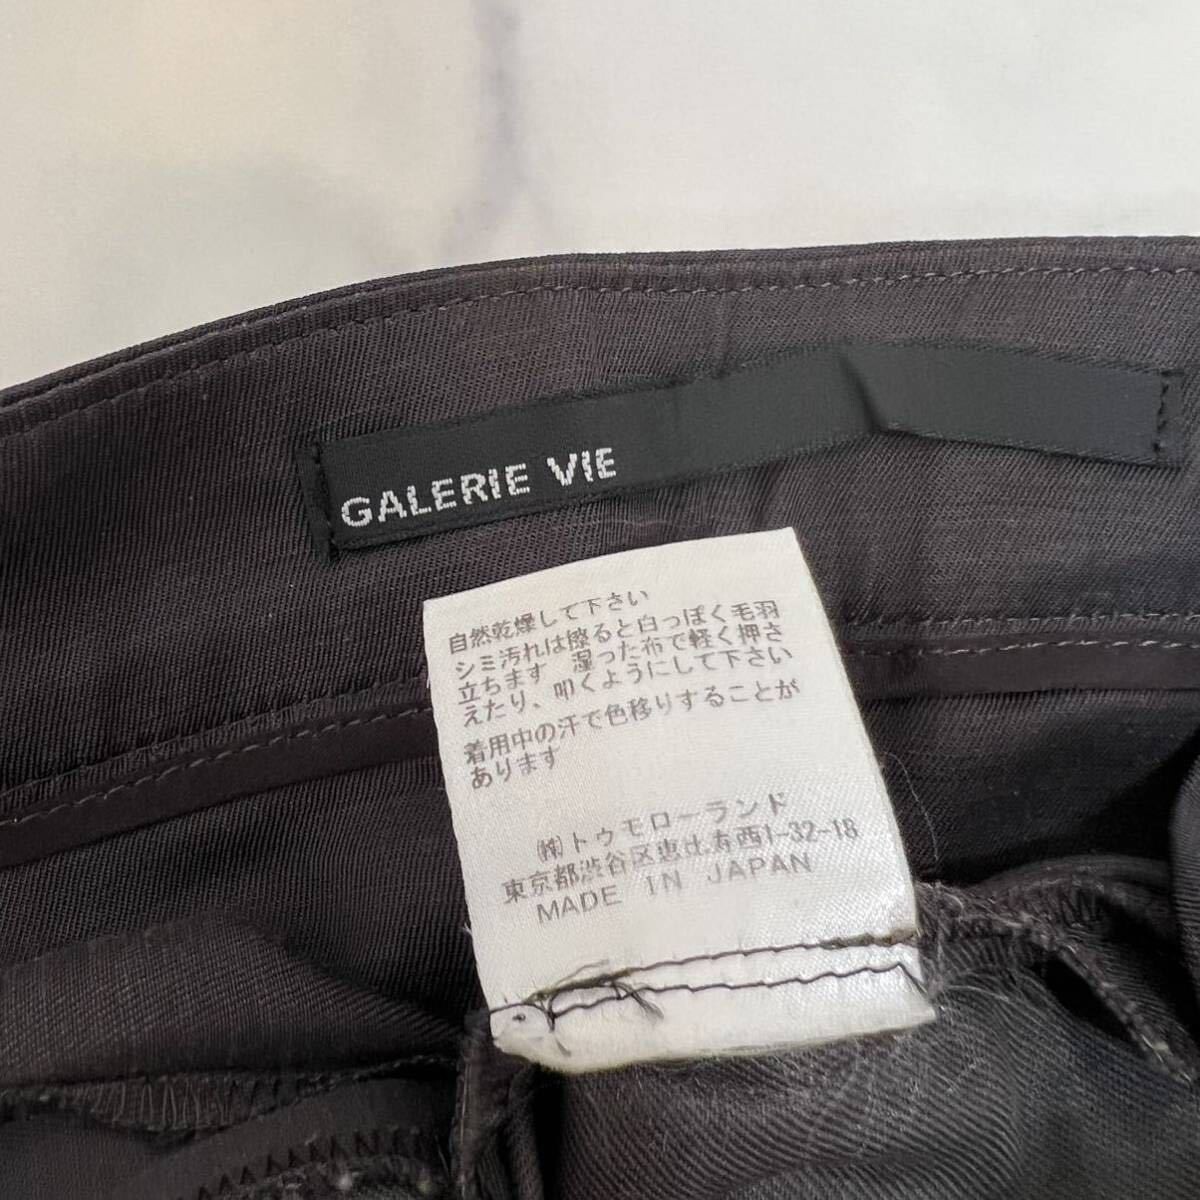 GALERIE VIE
自然乾燥して下さい
シミ汚れは擦ると白っぽく毛羽
立ちます 湿った布で軽く押さ
えたり、叩くようにして下さい
着用中の汗で色移りすることが
あります
㈱トゥモローランド
東京都渋谷区恵比寿西1-32-18
MADE IN JAPAN